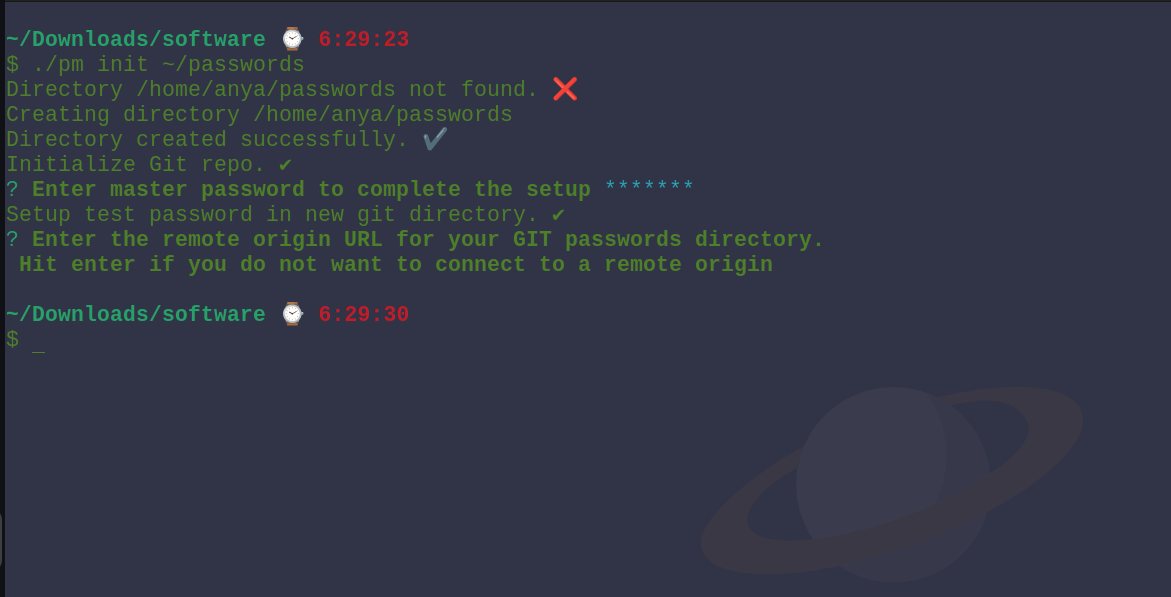 ~/Downloads/software ⌚ 6:29:23
$ ./pm init ~/passwords
Directory /home/anya/passwords not found. ❌
Creating directory /home/anya/passwords
Directory created successfully. ✔️
Initialize Git repo. ✔
? Enter master password to complete the setup *******
Setup test password in new git directory. ✔
? Enter the remote origin URL for your GIT passwords directory.
 Hit enter if you do not want to connect to a remote origin
~/Downloads/software ⌚ 6:29:30
$ _